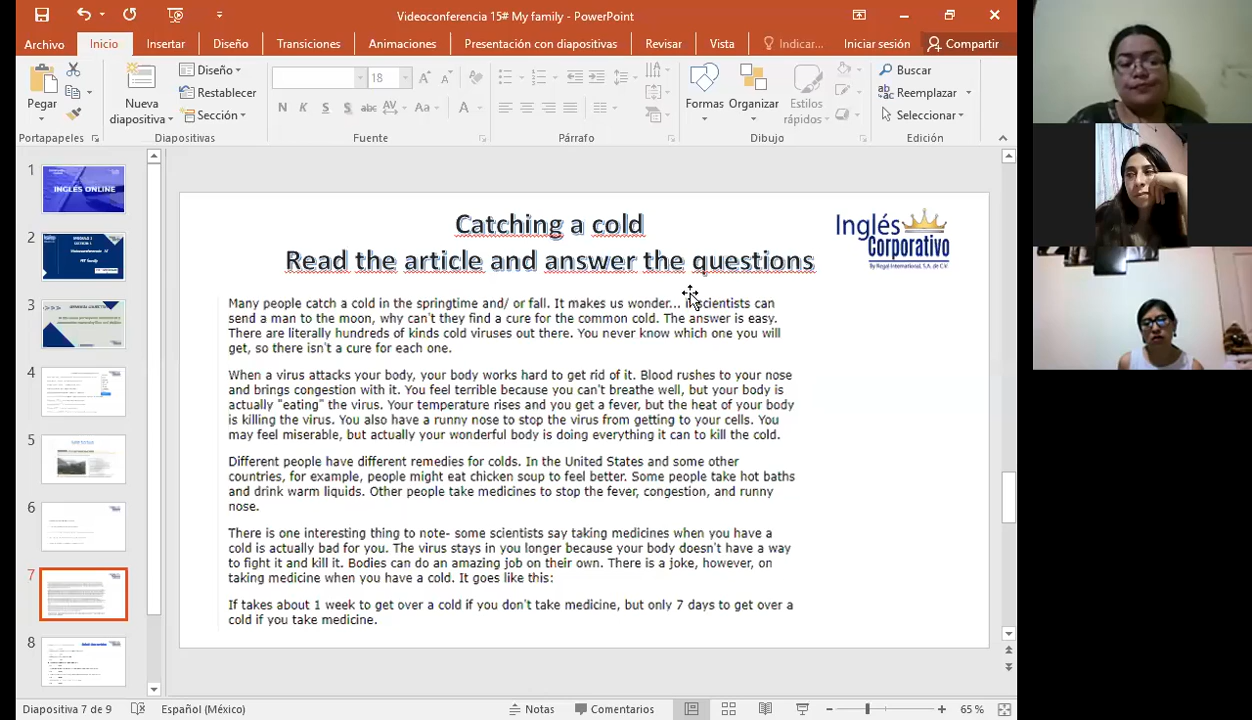 Videoconferencia 15# My family - PowerPoint
Archivo Inicio Insertar Diseño Transiciones Animaciones Presentación con diapositivas Revisar Vista Indicar... Iniciar sesión Compartir
Pegar
Nueva diapositiva
Diseño
Restablecer
Sección
18
N K S S abc AV Aa A
Formas
Organizar
Estilos rápidos
Buscar
Reemplazar
Seleccionar
Portapapeles Diapositivas Fuente Párrafo Dibujo Edición
1
INGLÉS ONLINE
2
3
4
5
6
7
8
Catching a cold
Read the article and answer the questions
Inglés
Corporativo
By Regal International, S.A. de C.V.
Many people catch a cold in the springtime and/ or fall. It makes us wonder... if scientists can
send a man to the moon, why can't they find a cure for the common cold. The answer is easy.
There are literally hundreds of kinds cold viruses out there. You never know which one you will
get, so there isn't a cure for each one.
When a virus attacks your body, your body works hard to get rid of it. Blood rushes to your nose
and brings congestion with it. You feel terrible because you can't breathe well, but your body is
actually "eating" the virus. Your temperature rises and you get a fever, but the heat of your body
is killing the virus. You also have a runny nose to stop the virus from getting to your cells. You
may feel miserable, but actually your wonderful body is doing everything it can to kill the cold.
Different people have different remedies for colds. In the United States and some other
countries, for example, people might eat chicken soup to feel better. Some people take hot baths
and drink warm liquids. Other people take medicines to stop the fever, congestion, and runny
nose.
There is one interesting thing to note- some scientists say taking medicines when you have a
cold is actually bad for you. The virus stays in you longer because your body doesn't have a way
to fight it and kill it. Bodies can do an amazing job on their own. There is a joke, however, on
taking medicine when you have a cold. It goes like this:
If takes about 1 week to get over a cold if you don't take medicine, but only 7 days to get over a
cold if you take medicine.
Diapositiva 7 de 9 Español (México) Notas Comentarios 65 %